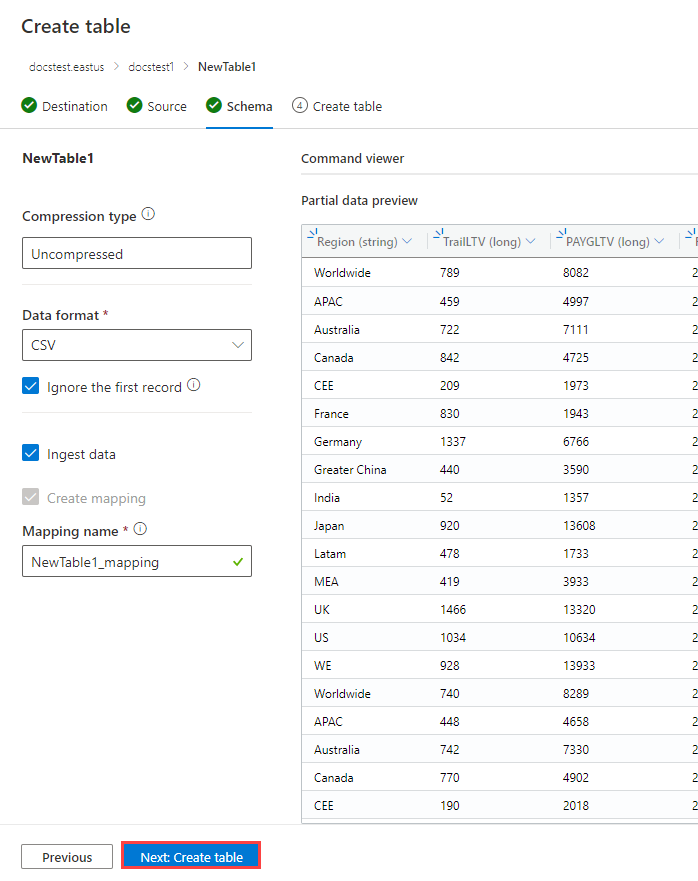 Create table
docstest.eastus > docstest1 > NewTable1
Destination Source Schema 4 Create table
NewTable1
Compression type
Uncompressed
Data format *
CSV
Ignore the first record
Ingest data
Create mapping
Mapping name *
NewTable1_mapping
Command viewer
Partial data preview
Region (string) TrailLTV (long) PAYGLTV (long)
Worldwide 789 8082 2
APAC 459 4997 2
Australia 722 7111 2
Canada 842 4725 2
CEE 209 1973 2
France 830 1943 2
Germany 1337 6766 2
Greater China 440 3590 2
India 52 1357 2
Japan 920 13608 2
Latam 478 1733 2
MEA 419 3933 2
UK 1466 13320 2
US 1034 10634 2
WE 928 13933 2
Worldwide 740 8289 2
APAC 448 4658 2
Australia 742 7330 2
Canada 770 4902 2
CEE 190 2018 2
Previous Next: Create table